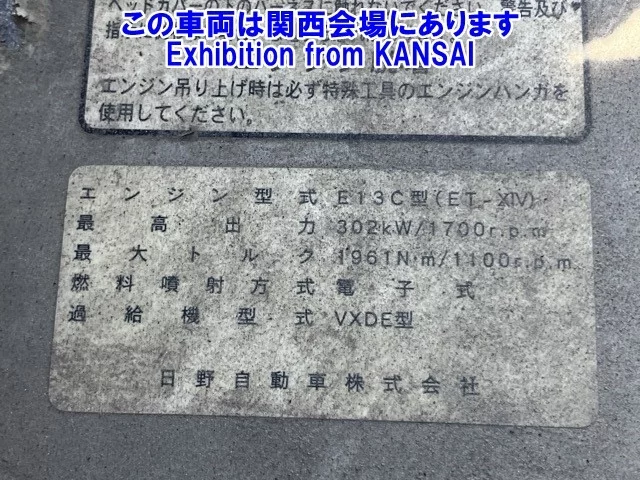 この車両は関西会場にあります
Exhibition from KANSAI
エンジン吊り上げ時は必ず特殊工具のエンジンハンガを
使用してください。
エンジン型式 E13C型(ET-XIV)
最高出力 302kW/1700r.p.m
最大トルク 1961N·m/1100r.p.m
燃料噴射方式 電子式
過給機型式 VXDE型
日野自動車株式会社